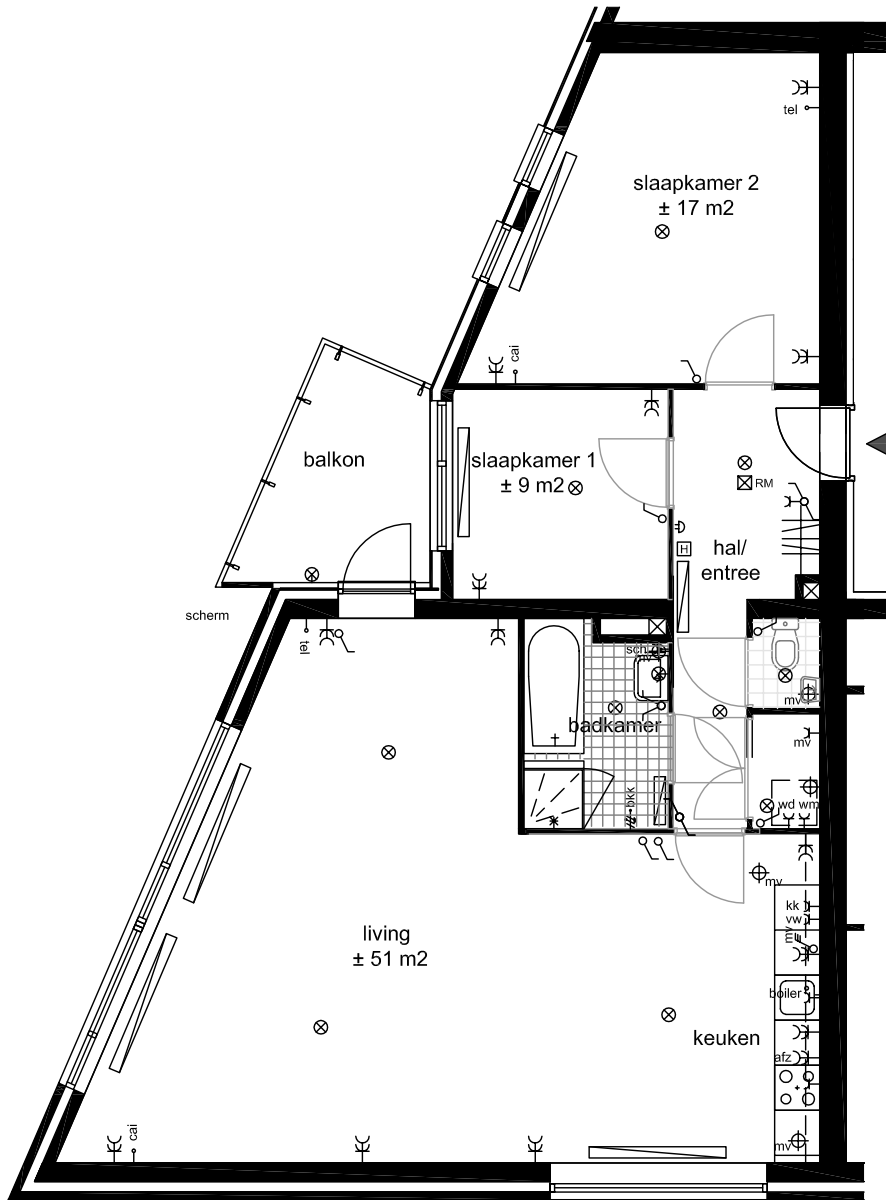 tel
slaapkamer 2
± 17 m2
cai
balkon
slaapkamer 1
± 9 m2
RM
H
hal/
entree
scherm
tel
sch.
mv
badkamer
mv
mv
bkk
wd wm
mv
kk
vw
mv
living
± 51 m2
boiler
keuken
afz
cai
mv